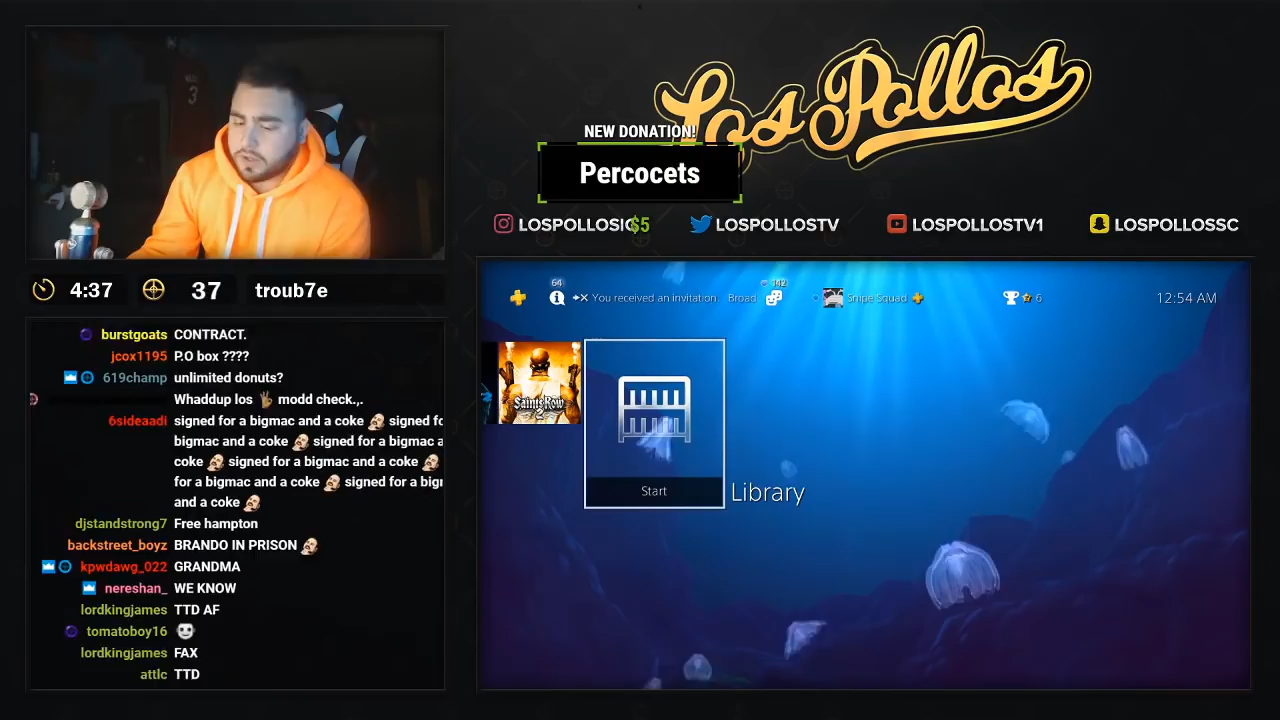 Los Pollos
NEW DONATION!
Percocets
$5
LOSPOLLOSTV
LOSPOLLOSTV1
LOSPOLLOSSC
3
4:37
37
troub7e
burstgoats CONTRACT.
jcox1195 P.O box ????
619champ unlimited donuts?
Whaddup los ✌🏾 modd check.,.
6sideaadi signed for a bigmac and a coke signed fo
bigmac and a coke signed for a bigmac a
coke signed for a bigmac and a coke
for a bigmac and a coke signed for a bigm
and a coke
djstandstrong7 Free hampton
backstreet_boyz BRANDO IN PRISON
kpwdawg_022 GRANDMA
nereshan_ WE KNOW
lordkingjames TTD AF
tomatoboy16
lordkingjames FAX
attlc TTD
64
You received an invitation. Broad
142
Snipe Squad
6
12:54 AM
Saints Row
2
Start
Library